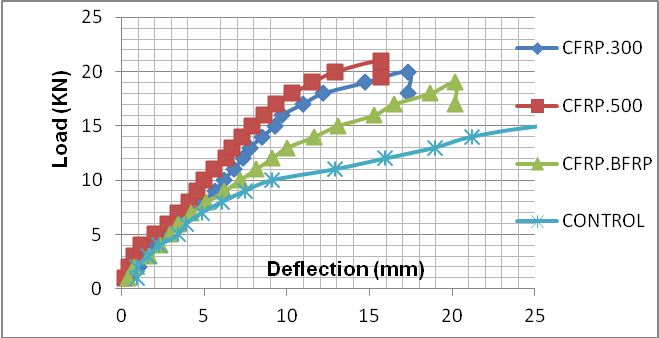 25
20
15
10
5
0
Load (KN)
Deflection (mm)
0 5 10 15 20 25
CFRP.300
CFRP.500
CFRP.BFRP
CONTROL